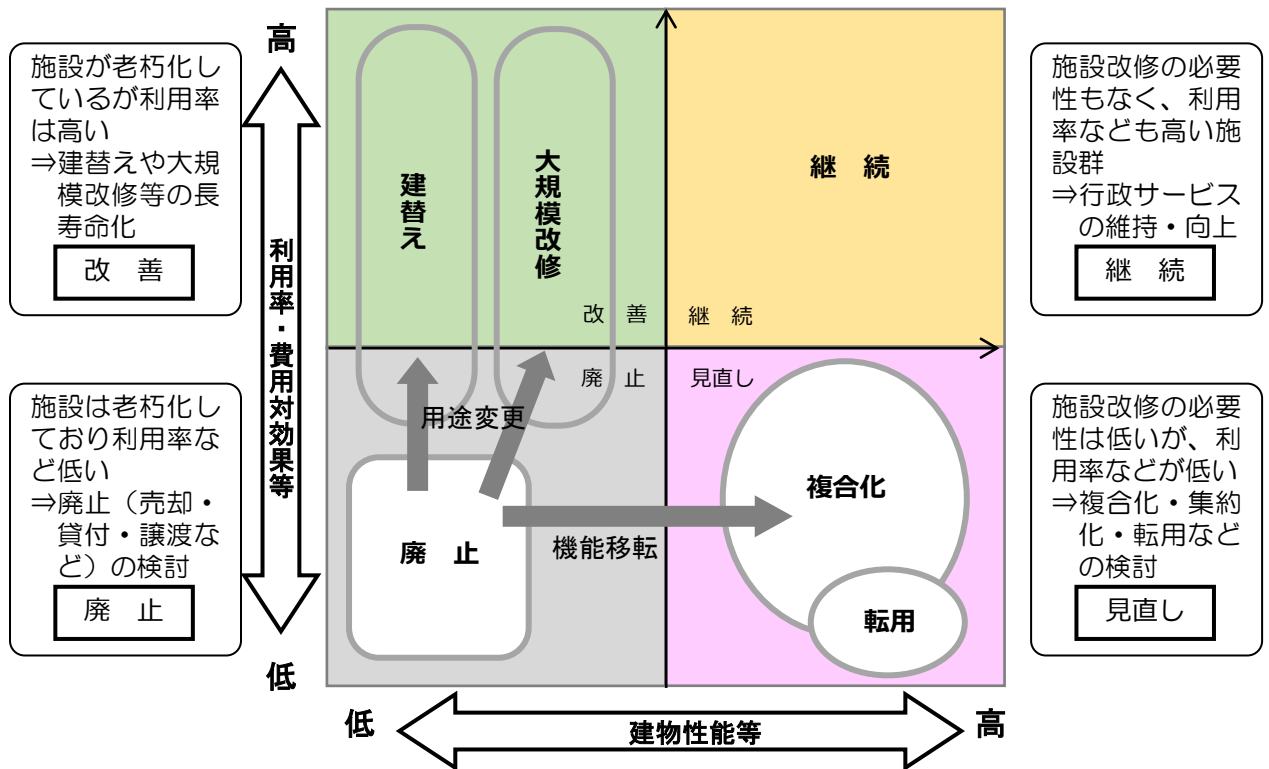 高
施設が老朽化し
ているが利用率
は高い
⇒建替えや大規
模改修等の長
寿命化
改　善
施設改修の必要
性もなく、利用
率なども高い施
設群
⇒行政サービス
の維持・向上
継　続
建替え
大規模改修
継　続
利用率・費用対効果等
改　善
継　続
廃　止
見直し
施設は老朽化し
ており利用率な
ど低い
⇒廃止（売却・
貸付・譲渡な
ど）の検討
廃　止
施設改修の必要
性は低いが、利
用率などが低い
⇒複合化・集約
化・転用など
の検討
見直し
用途変更
複合化
廃　止
機能移転
転用
低
低
建物性能等
高